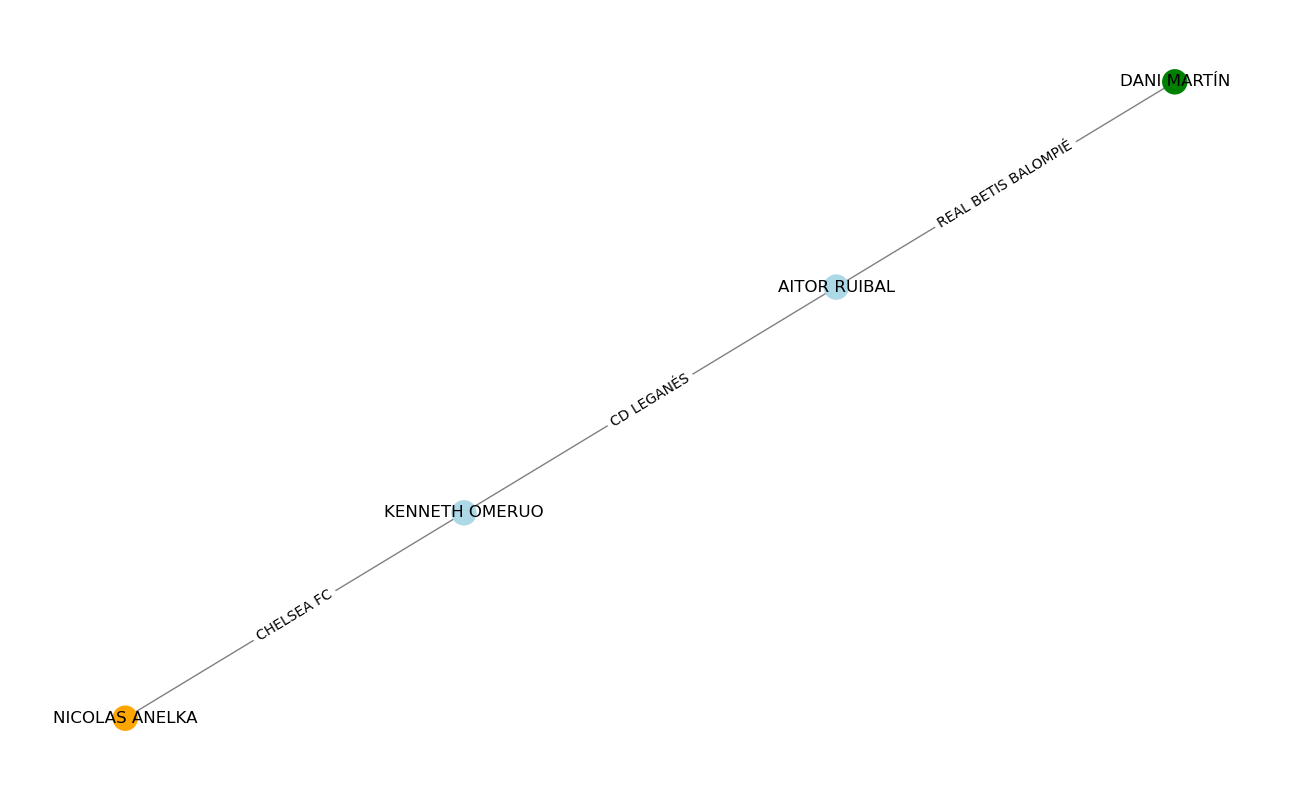 DANI MARTÍN
REAL BETIS BALOMPIÉ
AITOR RUIBAL
CD LEGANÉS
KENNETH OMERUO
CHELSEA FC
NICOLAS ANELKA